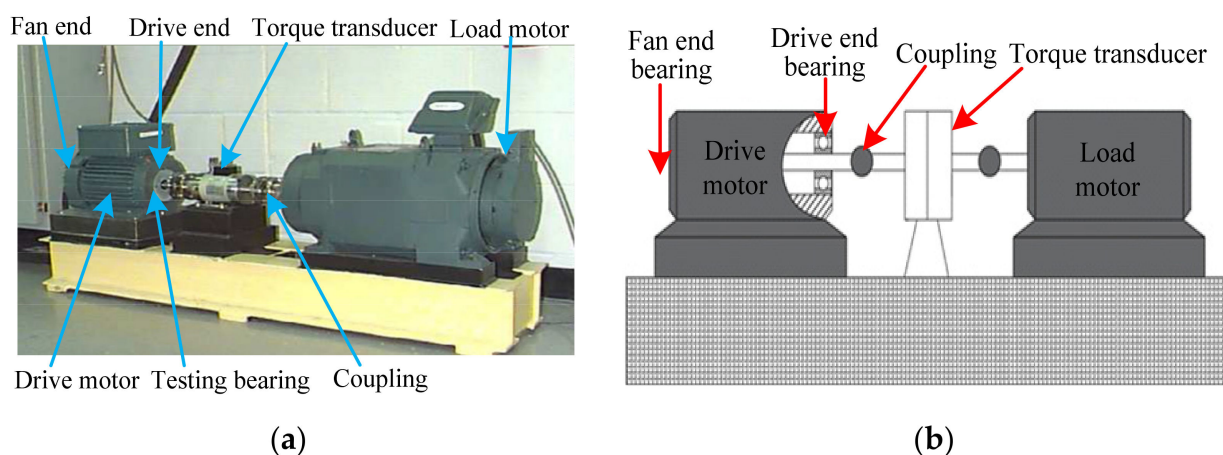 Fan end
Drive end
Torque transducer
Load motor
Drive motor
Testing bearing
Coupling
(a)
Fan end
bearing
Drive end
bearing
Coupling
Torque transducer
Drive
motor
Load
motor
(b)